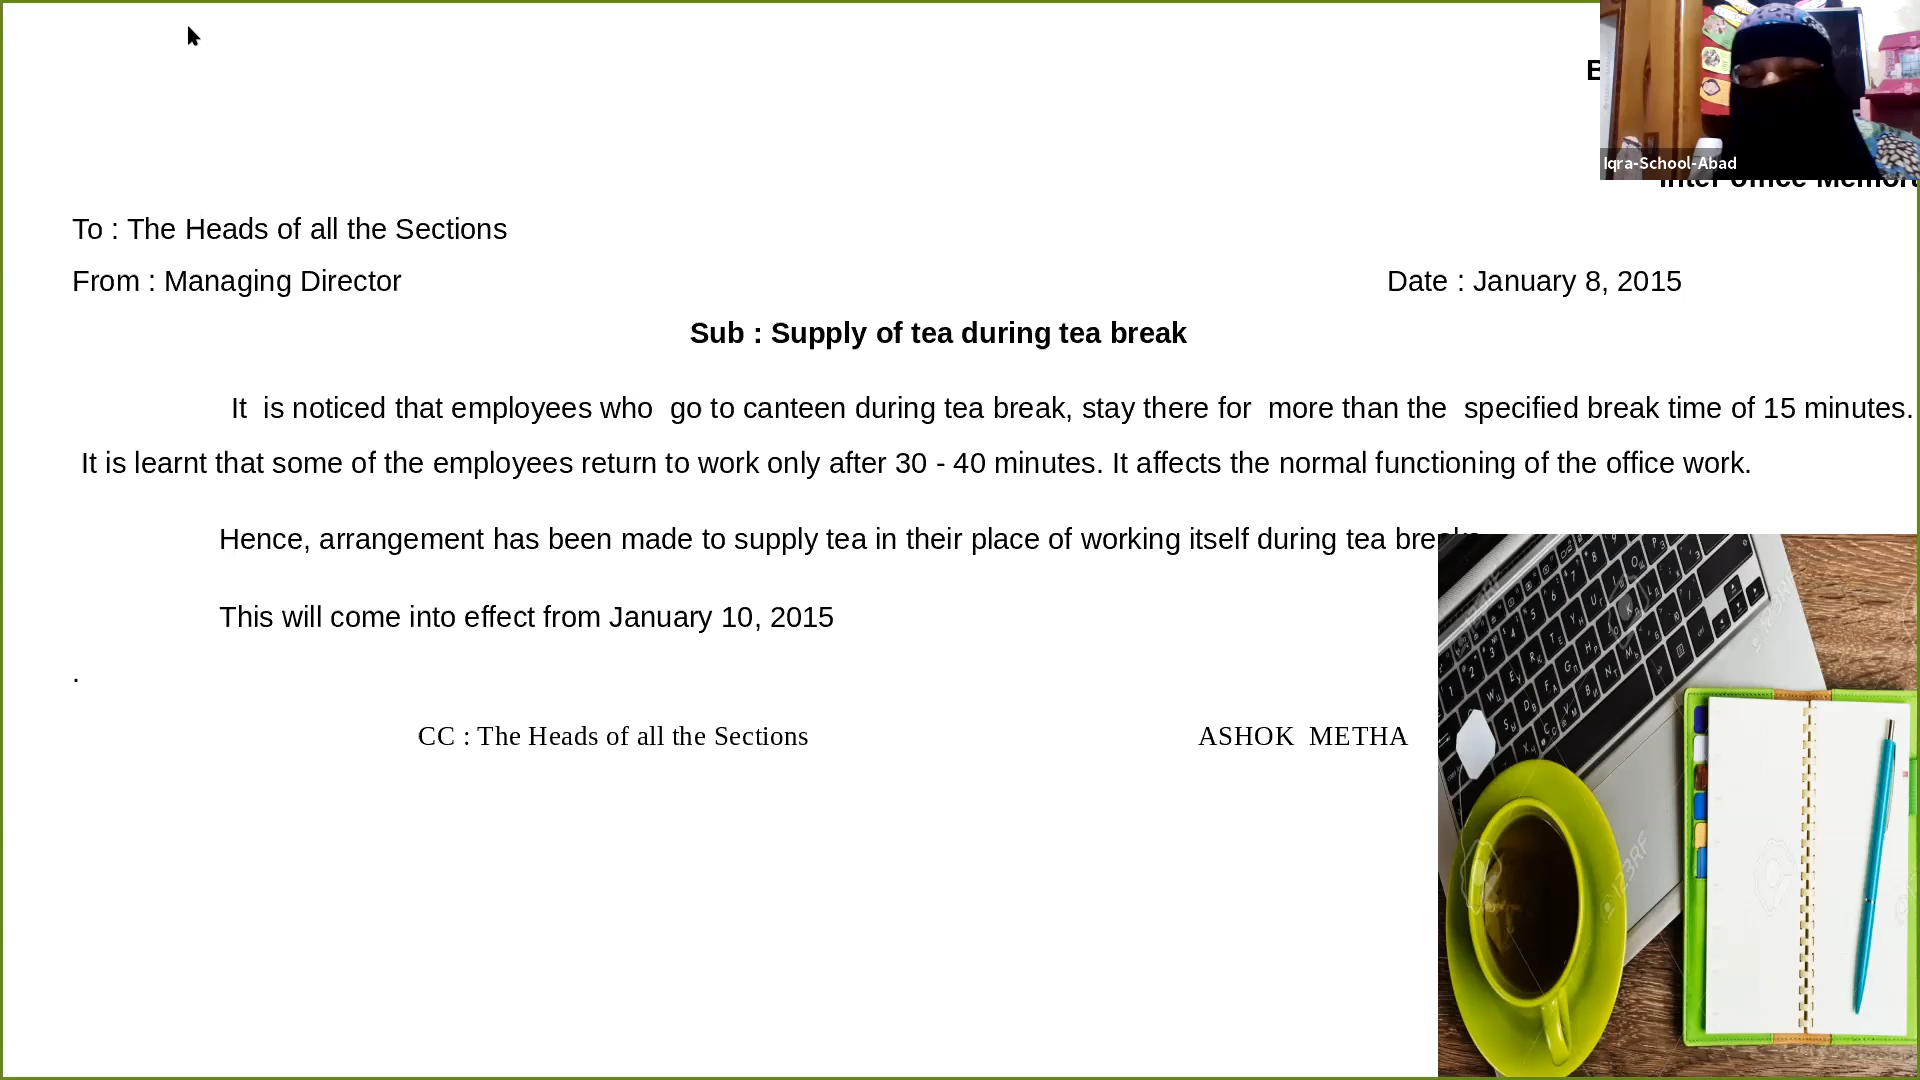 Iqra-School-Abad
Inter office
To : The Heads of all the Sections
From : Managing Director Date : January 8, 2015
Sub : Supply of tea during tea break
It is noticed that employees who go to canteen during tea break, stay there for more than the specified break time of 15 minutes.
It is learnt that some of the employees return to work only after 30 - 40 minutes. It affects the normal functioning of the office work.
Hence, arrangement has been made to supply tea in their place of working itself during tea
This will come into effect from January 10, 2015
.
CC : The Heads of all the Sections ASHOK METHA
123RF